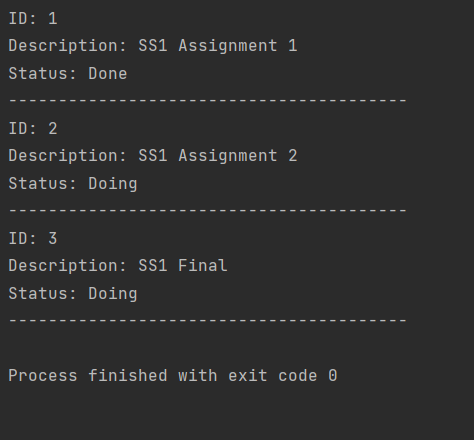 ID: 1
Description: SS1 Assignment 1
Status: Done
----------------------------------------
ID: 2
Description: SS1 Assignment 2
Status: Doing
----------------------------------------
ID: 3
Description: SS1 Final
Status: Doing
----------------------------------------
Process finished with exit code 0